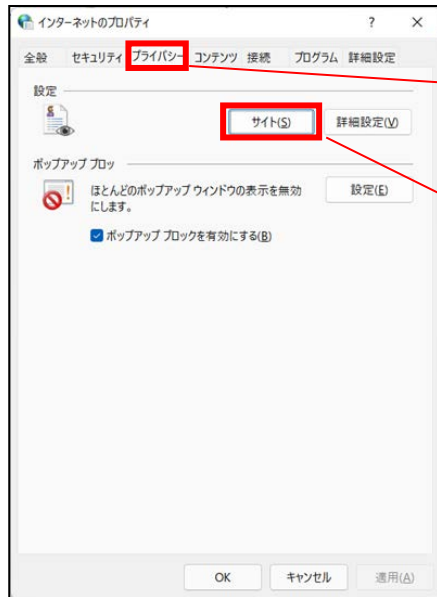 インターネットのプロパティ ? ×
全般 セキュリティ プライバシー コンテンツ 接続 プログラム 詳細設定
設定
サイト(S) 詳細設定(V)
ポップアップ ブロッ
ほとんどのポップアップ ウィンドウの表示を無効
にします。
設定(E)
ポップアップ ブロックを有効にする(B)
OK キャンセル 適用(A)